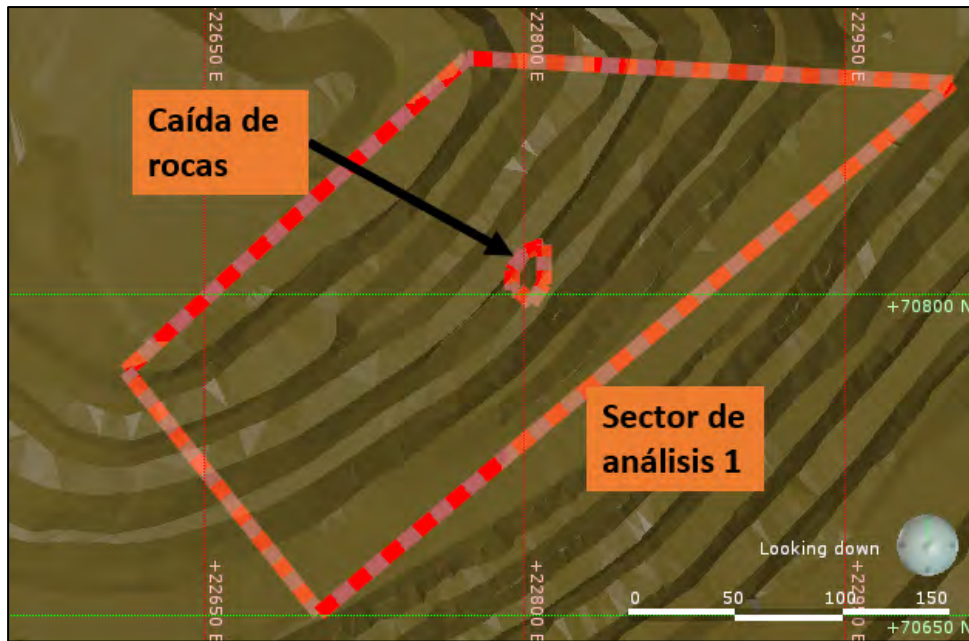 22650 E
+22800 E
22950 E
Caída de
rocas
+70800 N
Sector de
análisis 1
Looking down
+22650 E
+22800 E
+22950 E
0 50 100 150
+70650 N